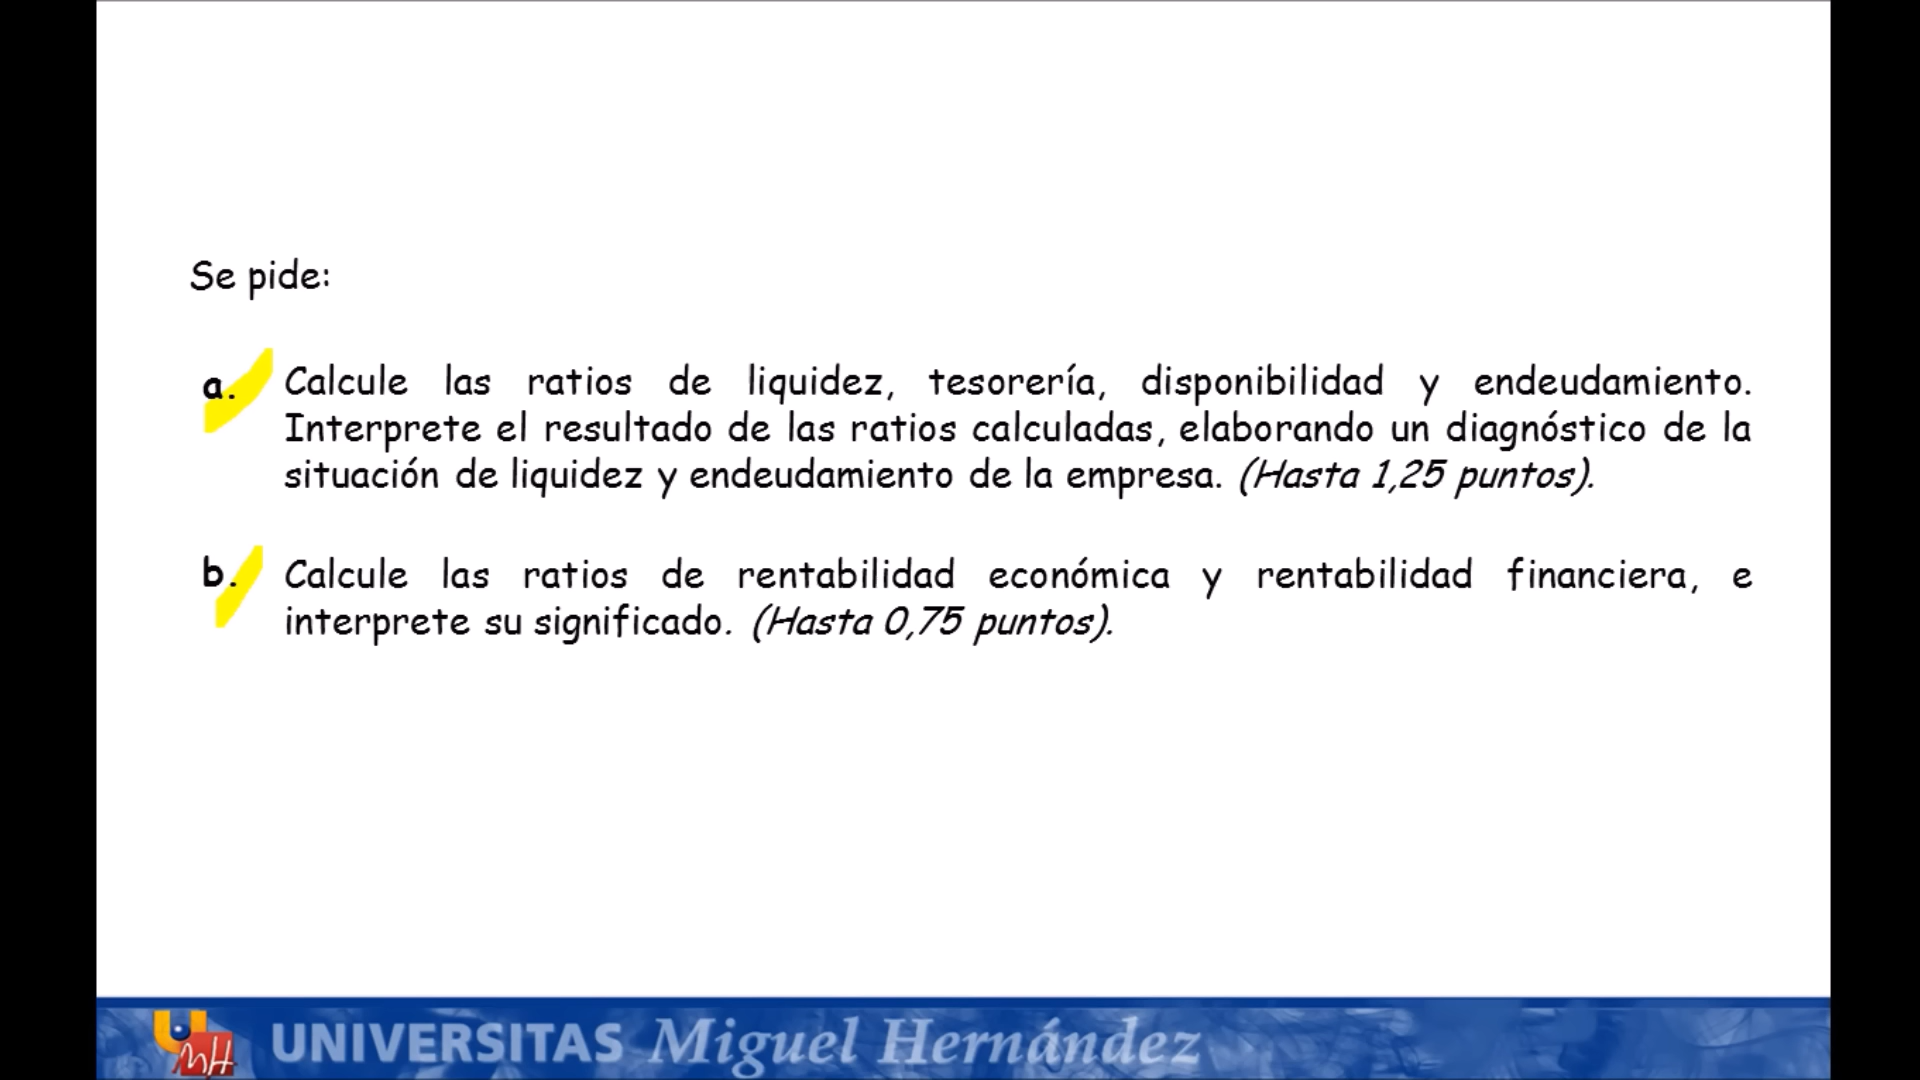 Se pide:
a. Calcule las ratios de liquidez, tesorería, disponibilidad y endeudamiento.
Interprete el resultado de las ratios calculadas, elaborando un diagnóstico de la
situación de liquidez y endeudamiento de la empresa. (Hasta 1,25 puntos).
b. Calcule las ratios de rentabilidad económica y rentabilidad financiera, e
interprete su significado. (Hasta 0,75 puntos).
UMH UNIVERSITAS Miguel Hernández